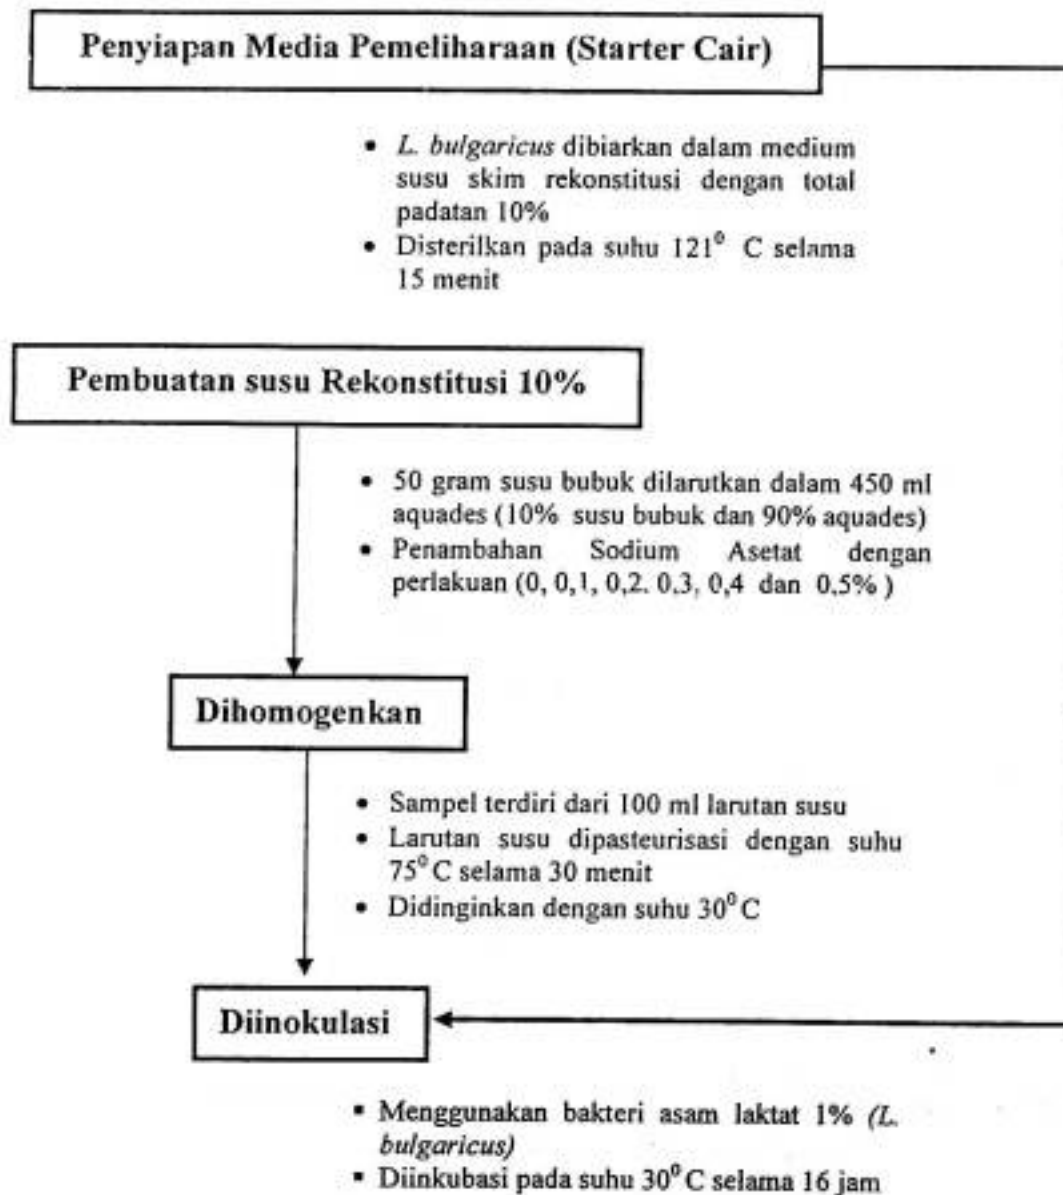 Penyiapan Media Pemeliharaan (Starter Cair)
• L. bulgaricus dibiarkan dalam medium
susu skim rekonstitusi dengan total
padatan 10%
• Disterilkan pada suhu 121⁰ C selama
15 menit
Pembuatan susu Rekonstitusi 10%
• 50 gram susu bubuk dilarutkan dalam 450 ml
aquades (10% susu bubuk dan 90% aquades)
• Penambahan Sodium Asetat dengan
perlakuan (0, 0,1, 0,2. 0,3, 0,4 dan 0,5% )
Dihomogenkan
• Sampel terdiri dari 100 ml larutan susu
• Larutan susu dipasteurisasi dengan suhu
75⁰ C selama 30 menit
• Didinginkan dengan suhu 30⁰ C
Diinokulasi
▪ Menggunakan bakteri asam laktat 1% (L.
bulgaricus)
▪ Diinkubasi pada suhu 30⁰ C selama 16 jam